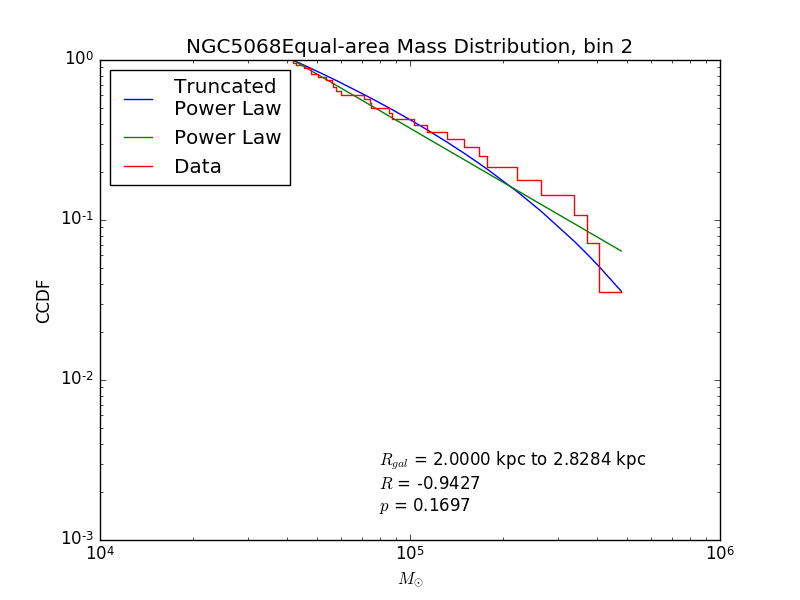 NGC5068Equal-area Mass Distribution, bin 2
Truncated
Power Law
Power Law
Data
10⁰
10⁻¹
10⁻²
10⁻³
CCDF
R_gal = 2.0000 kpc to 2.8284 kpc
R = -0.9427
p = 0.1697
10⁴ 10⁵ 10⁶
M☉